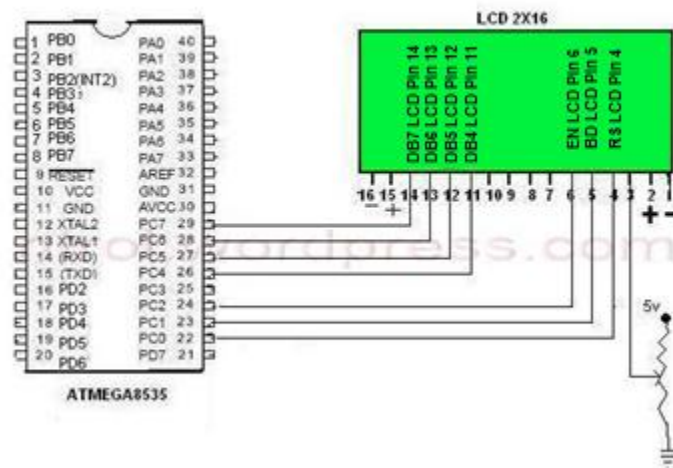 LCD 2X16
DB7 LCD Pin 14
DB6 LCD Pin 13
DB5 LCD Pin 12
DB4 LCD Pin 11
EN LCD Pin 6
BD LCD Pin 5
RS LCD Pin 4
16 15 14 13 12 11 10 9 8 7 6 5 4 3 2 1
− + + −
1 PB0 PA0 40
2 PB1 PA1 39
3 PB2(INT2) PA2 38
4 PB3 PA3 37
5 PB4 PA4 36
6 PB5 PA5 35
7 PB6 PA6 34
8 PB7 PA7 33
9 RESET AREF 32
10 VCC GND 31
11 GND AVCC 30
12 XTAL2 PC7 29
13 XTAL1 PC6 28
14 (RXD) PC5 27
15 (TXD) PC4 26
16 PD2 PC3 25
17 PD3 PC2 24
18 PD4 PC1 23
19 PD5 PC0 22
20 PD6 PD7 21
5v
ATMEGA8535